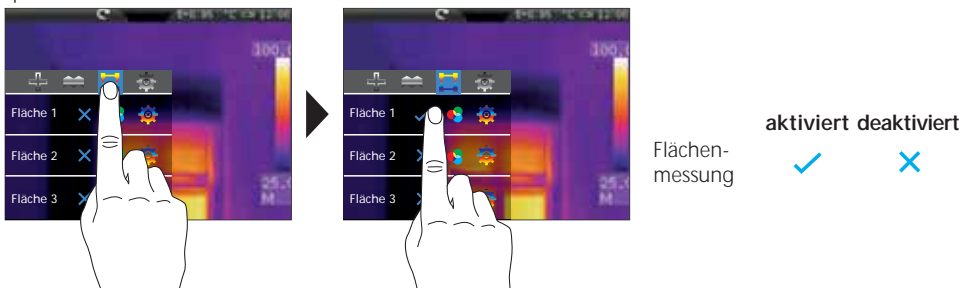 100,0
Fläche 1
Fläche 2
Fläche 3
25,0
M
100,0
Fläche 1
Fläche 2
Fläche 3
25,0
M
aktiviert deaktiviert
Flächen-
messung